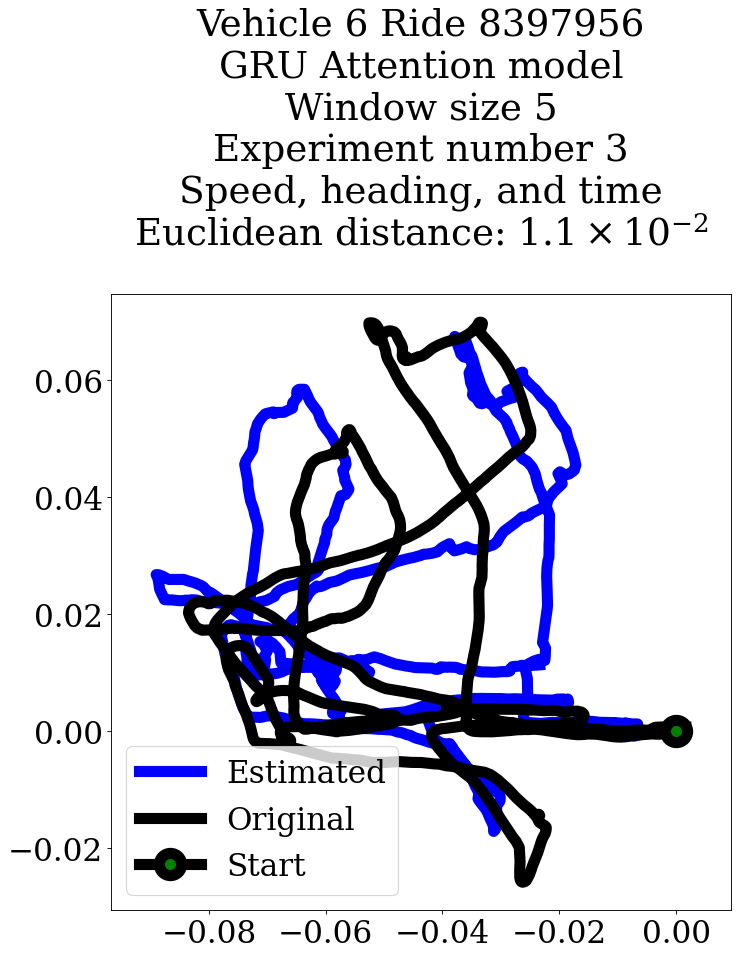 Vehicle 6 Ride 8397956
GRU Attention model
Window size 5
Experiment number 3
Speed, heading, and time
Euclidean distance: 1.1 × 10⁻²
0.06
0.04
0.02
0.00
−0.02
Estimated
Original
Start
−0.08 −0.06 −0.04 −0.02 0.00